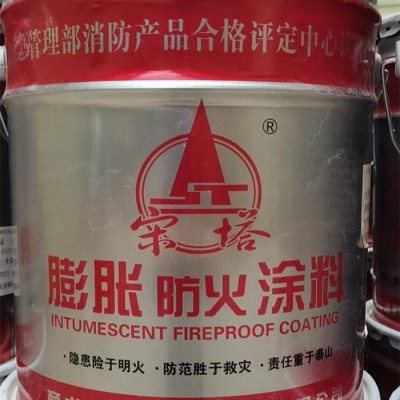 管理部消防产品合格评定中心
®
ST
宋塔
膨胀防火涂料
INTUMESCENT FIREPROOF COATING
·隐患险于明火 ·防范胜于救灾 ·责任重于泰山